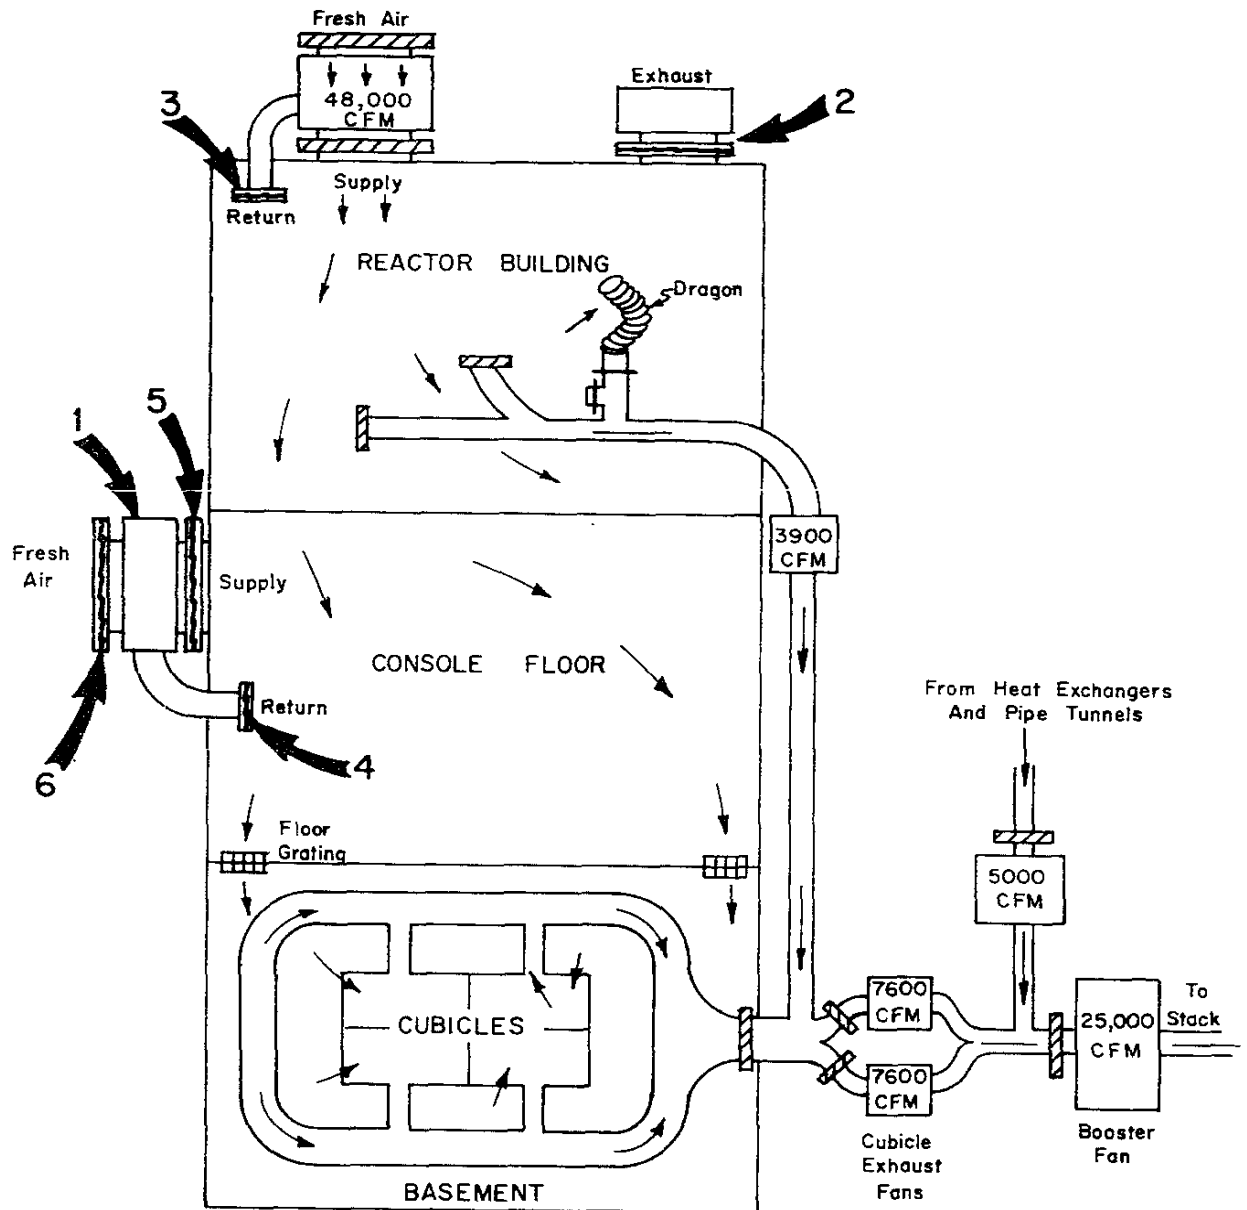 Fresh Air
48,000
CFM
3
Exhaust
2
Supply
Return
REACTOR BUILDING
Dragon
1
5
3900
CFM
Fresh
Air
Supply
CONSOLE FLOOR
Return
From Heat Exchangers
And Pipe Tunnels
6
4
Floor
Grating
5000
CFM
7600
CFM
To
Stack
25,000
CFM
CUBICLES
7600
CFM
Cubicle
Exhaust
Fans
Booster
Fan
BASEMENT